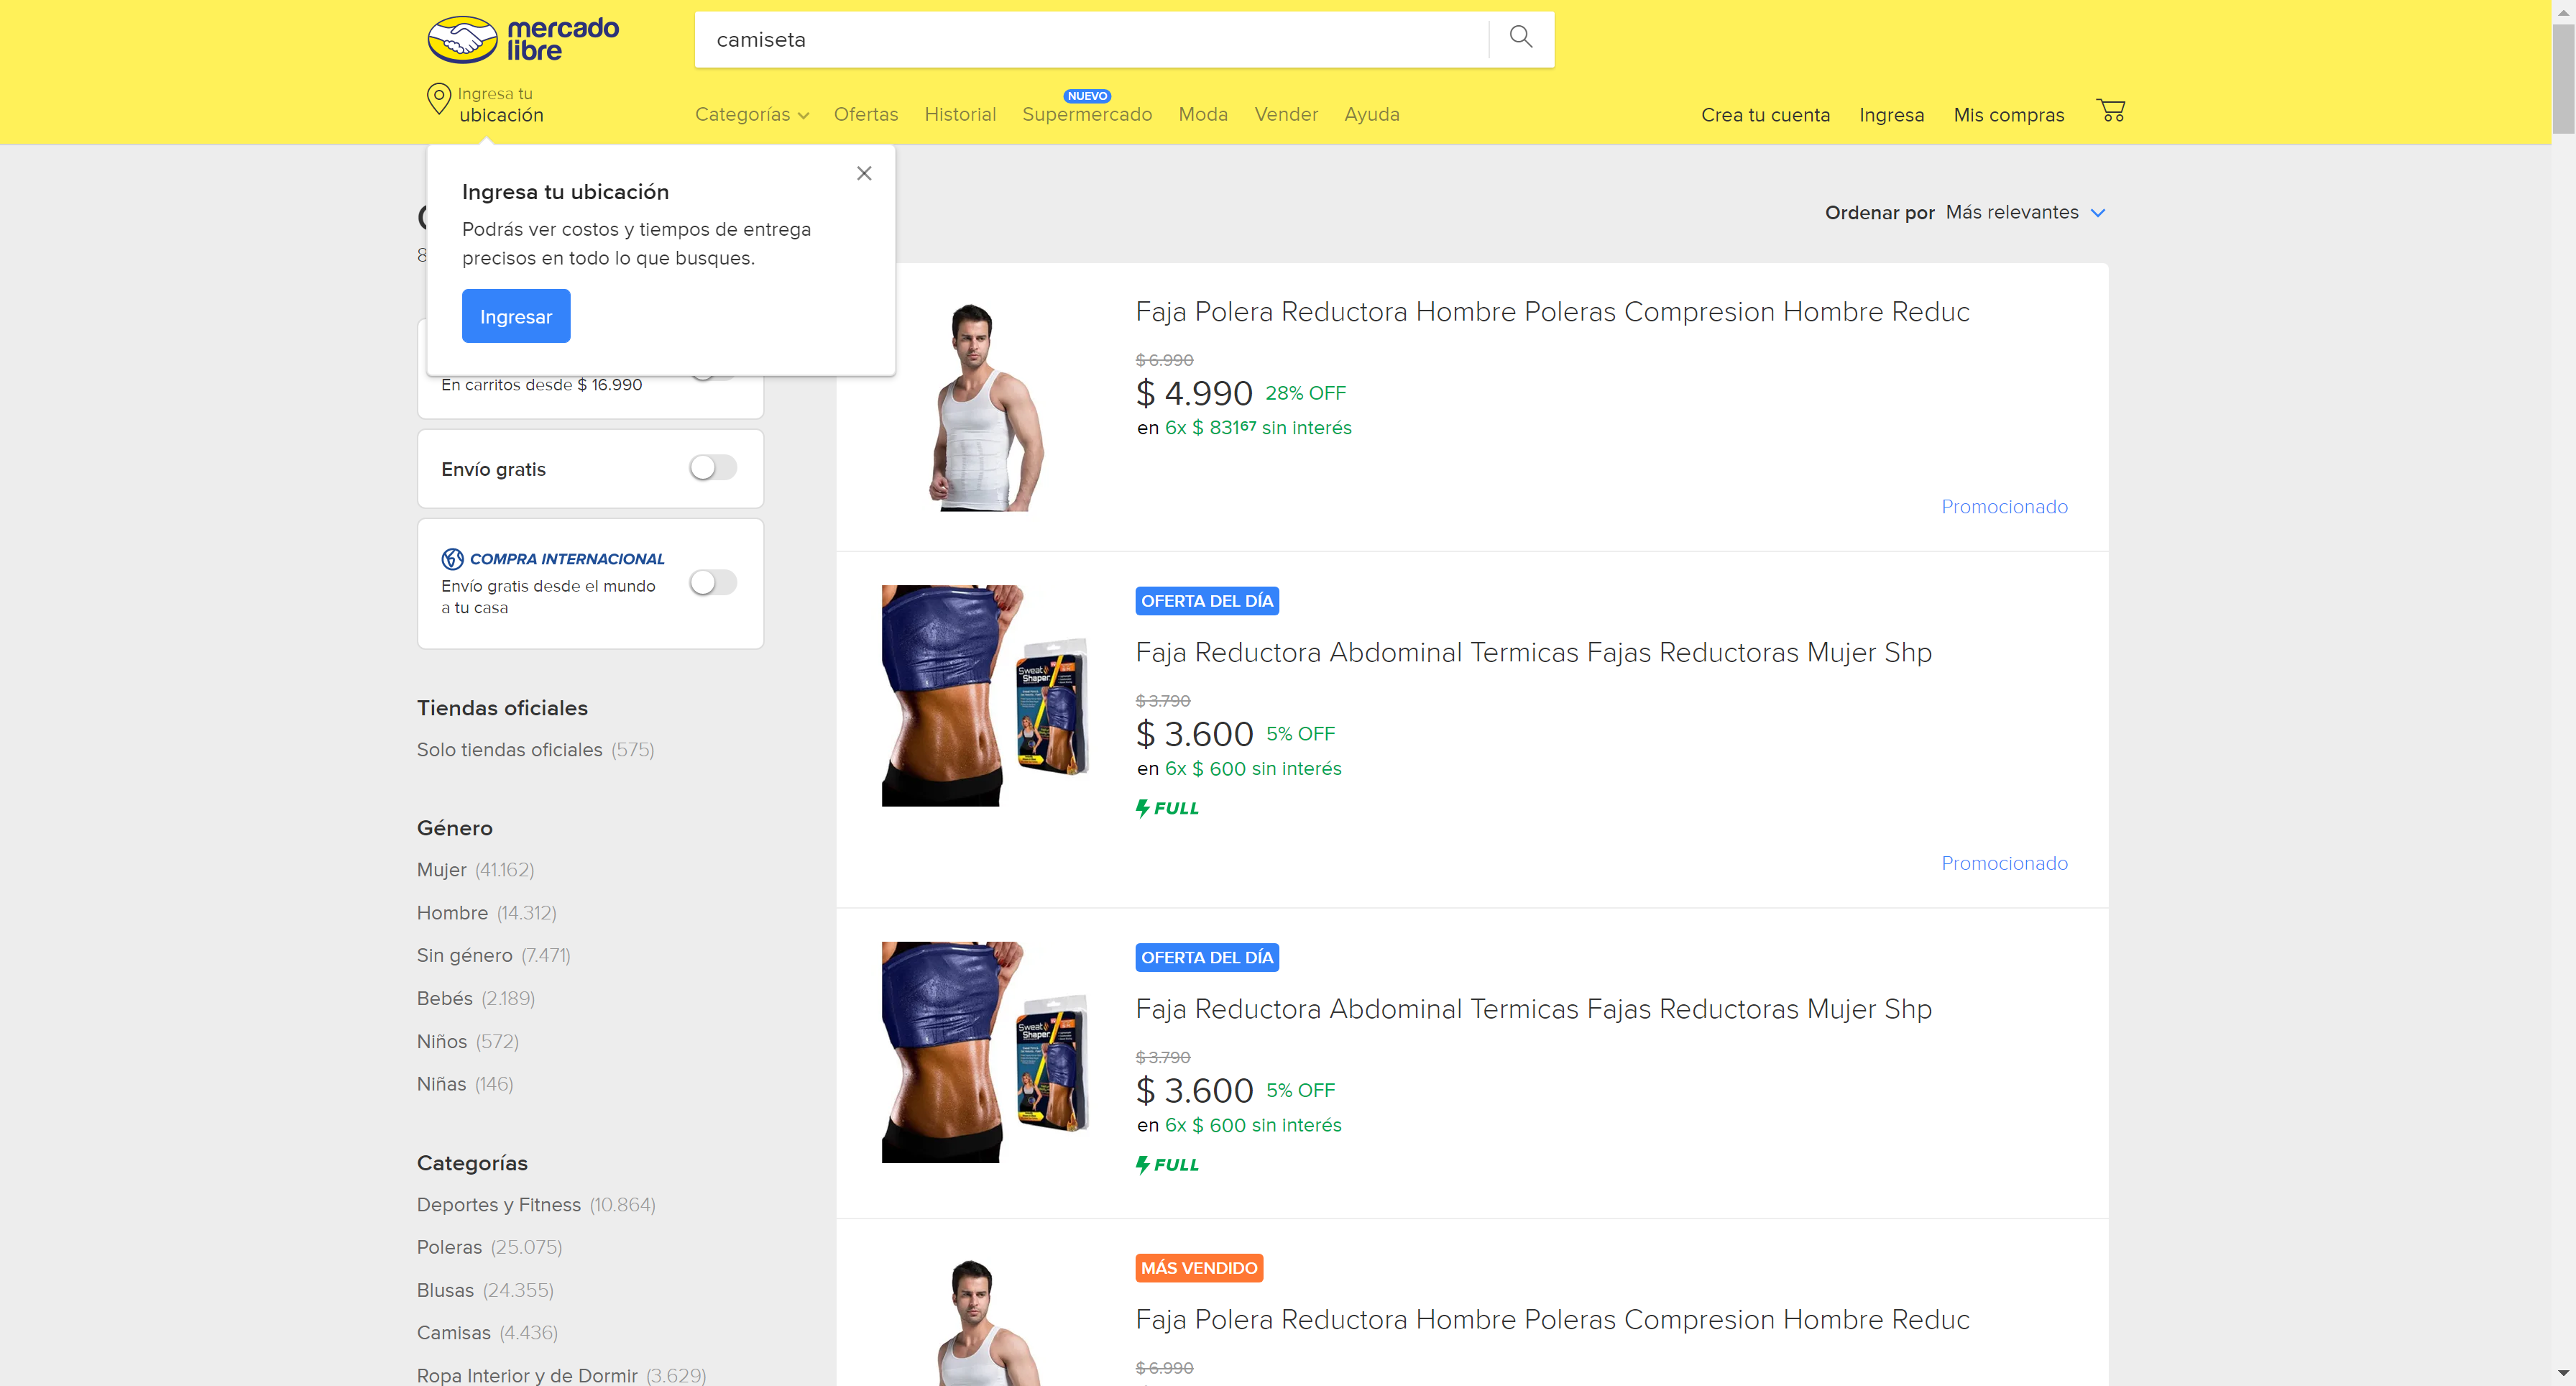 mercado
libre
camiseta
Ingresa tu
ubicación
Categorías
Ofertas
Historial
NUEVO
Supermercado
Moda
Vender
Ayuda
Crea tu cuenta
Ingresa
Mis compras
Ingresa tu ubicación
Podrás ver costos y tiempos de entrega
precisos en todo lo que busques.
Ingresar
Ordenar por Más relevantes
8
En carritos desde $ 16.990
Envío gratis
COMPRA INTERNACIONAL
Envío gratis desde el mundo
a tu casa
Tiendas oficiales
Solo tiendas oficiales (575)
Género
Mujer (41.162)
Hombre (14.312)
Sin género (7.471)
Bebés (2.189)
Niños (572)
Niñas (146)
Categorías
Deportes y Fitness (10.864)
Poleras (25.075)
Blusas (24.355)
Camisas (4.436)
Ropa Interior y de Dormir (3.629)
Faja Polera Reductora Hombre Poleras Compresion Hombre Reduc
$ 6.990
$ 4.990 28% OFF
en 6x $ 831⁶⁷ sin interés
Promocionado
OFERTA DEL DÍA
Faja Reductora Abdominal Termicas Fajas Reductoras Mujer Shp
Sweat
Shaper
$ 3.790
$ 3.600 5% OFF
en 6x $ 600 sin interés
FULL
Promocionado
OFERTA DEL DÍA
Faja Reductora Abdominal Termicas Fajas Reductoras Mujer Shp
Sweat
Shaper
$ 3.790
$ 3.600 5% OFF
en 6x $ 600 sin interés
FULL
MÁS VENDIDO
Faja Polera Reductora Hombre Poleras Compresion Hombre Reduc
$ 6.990